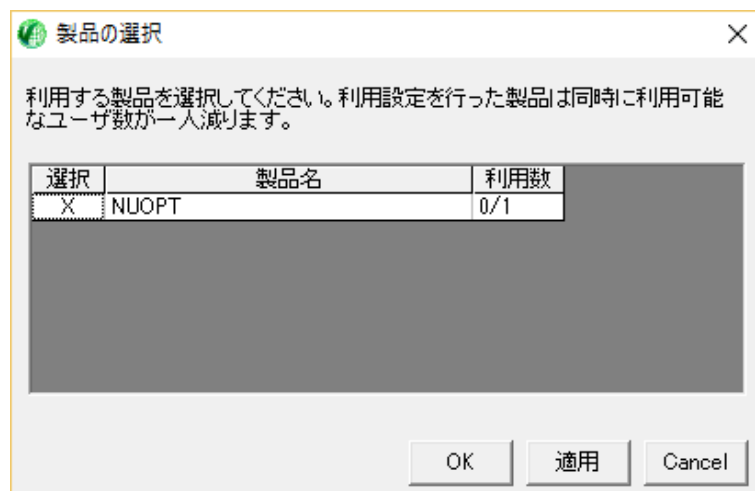 製品の選択
利用する製品を選択してください。利用設定を行った製品は同時に利用可能
なユーザ数が一人減ります。
選択 製品名 利用数
X NUOPT 0/1
OK 適用 Cancel